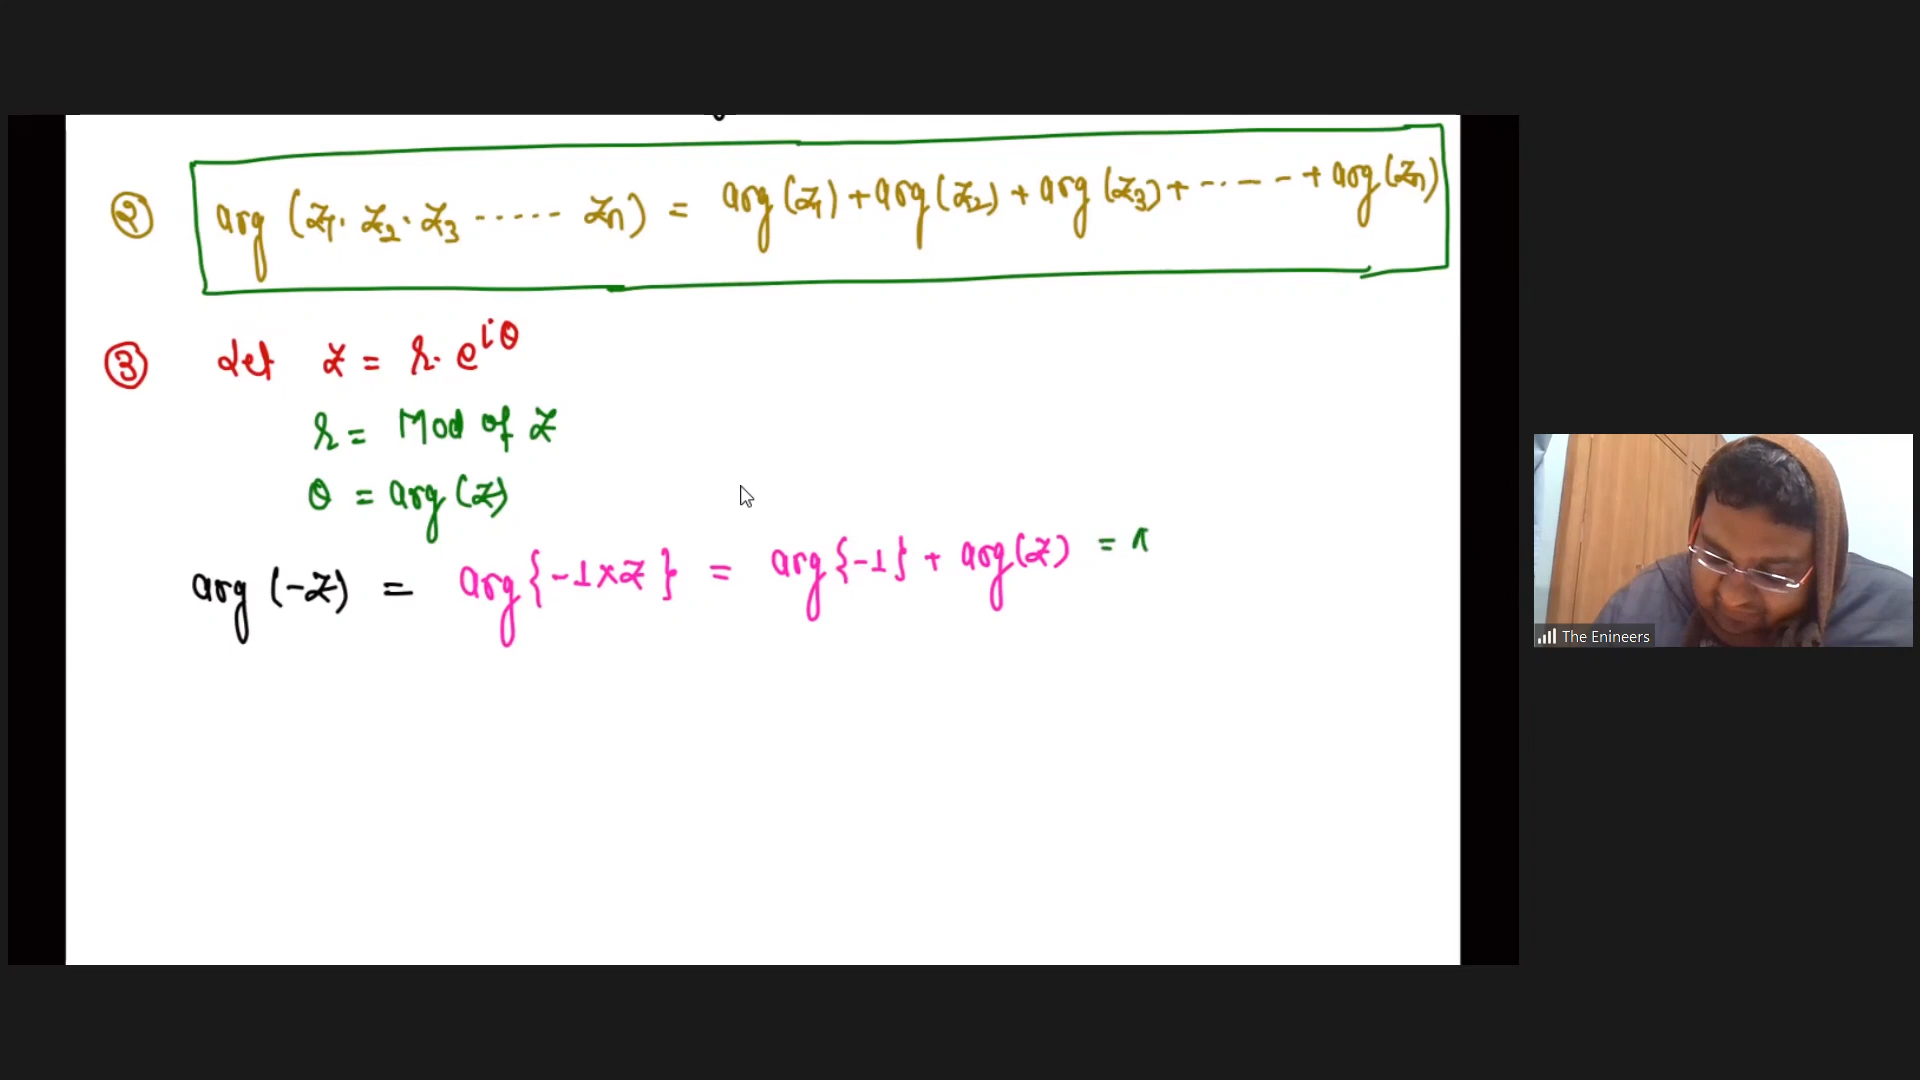 ② arg (z₁·z₂·z₃ ...... zn) = arg(z₁)+arg(z₂)+arg(z₃)+......+arg(zn)
③ Let z = r.e^iθ
r = Mod of z
θ = arg(z)
arg(-z) = arg{-1×z} = arg{-1} + arg(z) =
The Enineers